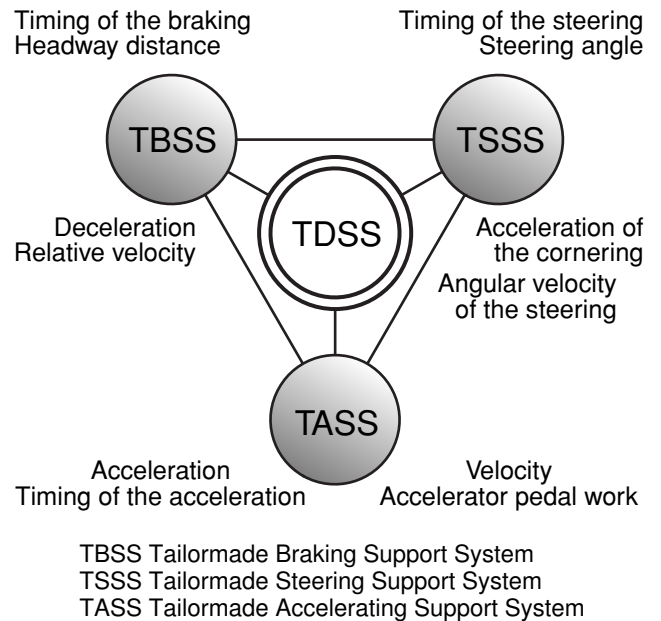 Timing of the braking
Headway distance
Timing of the steering
Steering angle
TBSS
TSSS
TDSS
Deceleration
Relative velocity
Acceleration of
the cornering
Angular velocity
of the steering
TASS
Acceleration
Timing of the acceleration
Velocity
Accelerator pedal work
TBSS Tailormade Braking Support System
TSSS Tailormade Steering Support System
TASS Tailormade Accelerating Support System